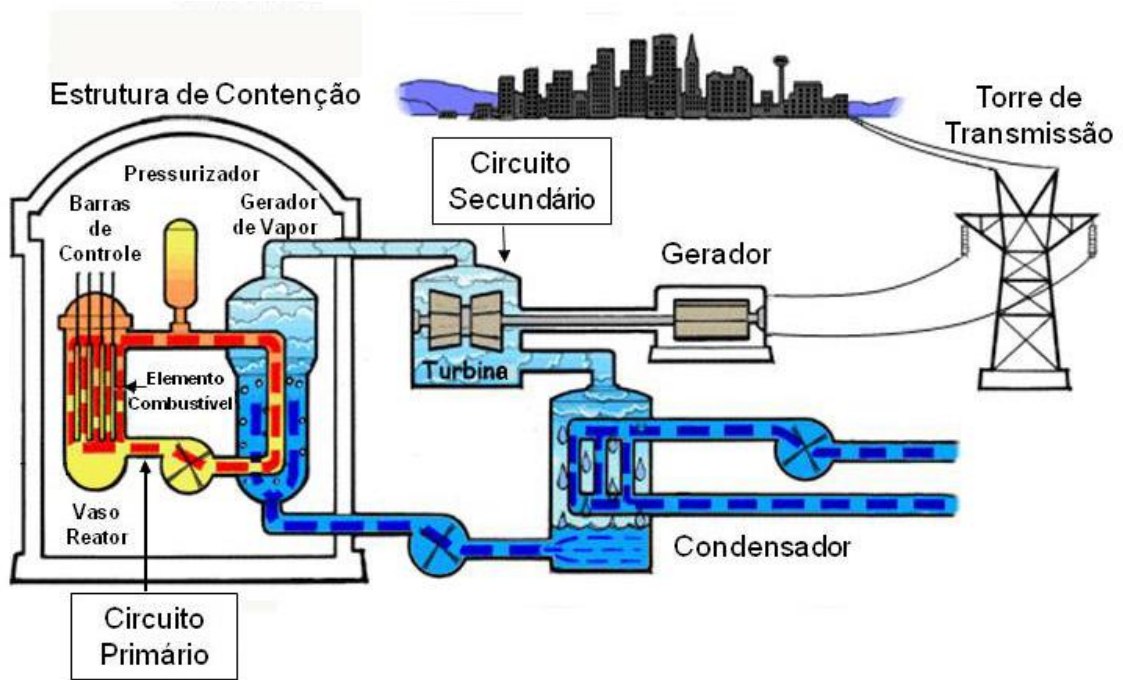 Estrutura de Contenção
Torre de
Transmissão
Circuito
Secundário
Pressurizador
Barras
de
Controle
Gerador
de Vapor
Gerador
Turbina
Elemento
Combustível
Vaso
Reator
Condensador
Circuito
Primário